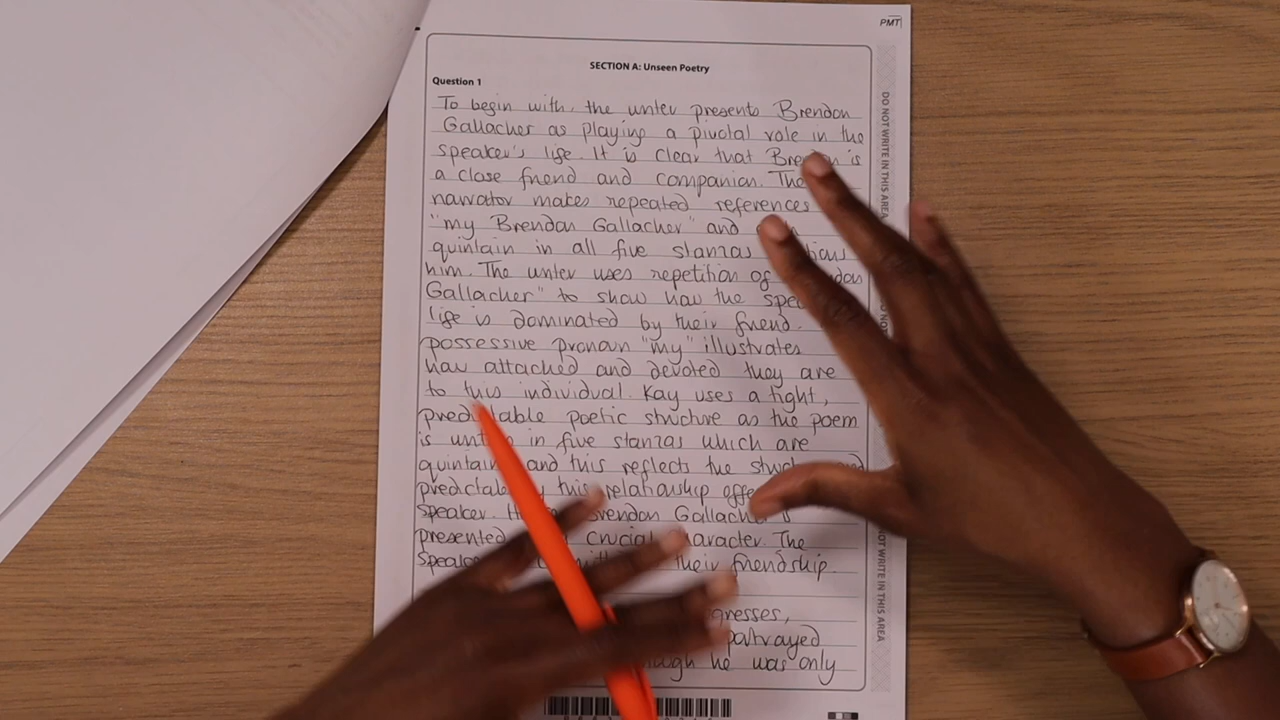 PMT
SECTION A: Unseen Poetry
Question 1
To begin with, the writer presents Brendon
Gallacher as playing a pivotal role in the
speaker's life. It is clear that Brendon is
a close friend and companion. The
narrator makes repeated references
"my Brendon Gallacher" and
quintain in all five stanzas
him. The writer uses repetition of
Gallacher" to show how the
life is dominated by their friend.
possessive pronoun "my" illustrates
how attached and devoted they are
to this individual. Kay uses a tight,
predictable poetic structure as the poem
is written in five stanzas which are
quintain and this reflects the
this relationship
speaker. Brendon Gallacher is
presented crucial character. The
their friendship.
portrayed
he was only
DO NOT WRITE IN THIS AREA
DO NOT
NOT WRITE IN THIS AREA